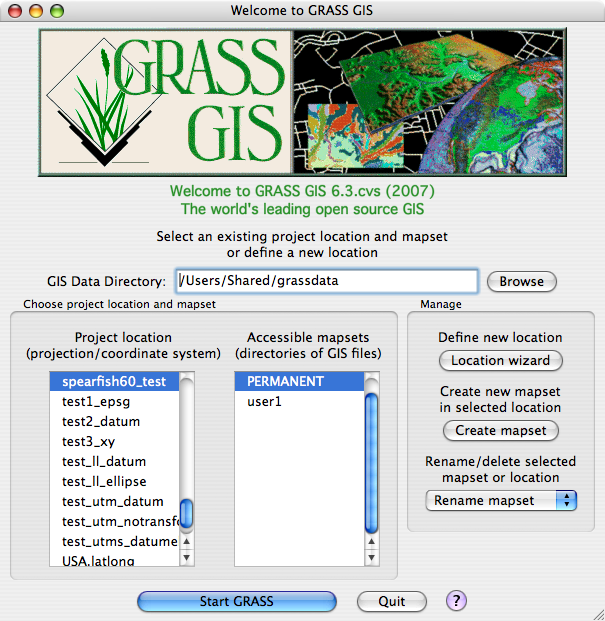 Welcome to GRASS GIS
GRASS
GIS
Welcome to GRASS GIS 6.3.cvs (2007)
The world's leading open source GIS
Select an existing project location and mapset
or define a new location
GIS Data Directory: /Users/Shared/grassdata Browse
Choose project location and mapset
Project location
(projection/coordinate system)
spearfish60_test
test1_epsg
test2_datum
test3_xy
test_ll_datum
test_ll_ellipse
test_utm_datum
test_utm_notransfo
test_utms_datume
USA.latlong
Accessible mapsets
(directories of GIS files)
PERMANENT
user1
Manage
Define new location
Location wizard
Create new mapset
in selected location
Create mapset
Rename/delete selected
mapset or location
Rename mapset
Start GRASS Quit ?